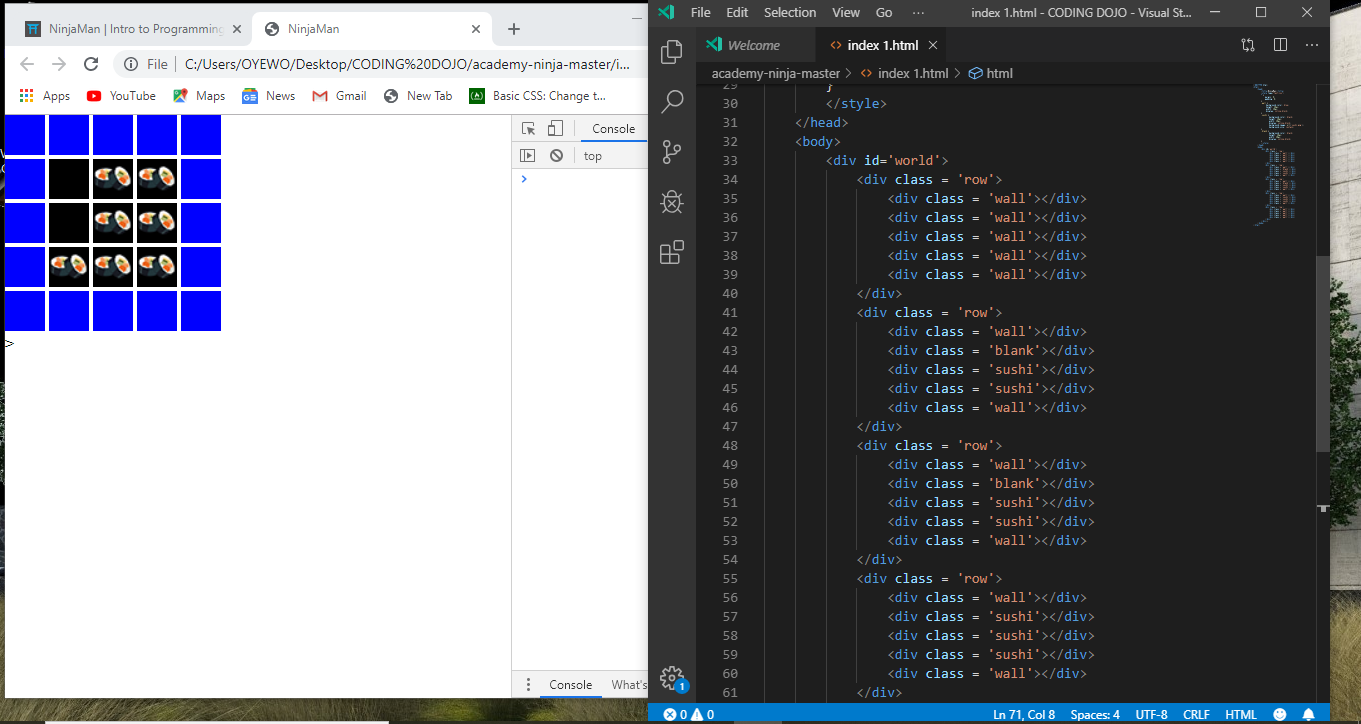 NinjaMan | Intro to Programming
NinjaMan
File
C:/Users/OYEWO/Desktop/CODING%20DOJO/academy-ninja-master/i...
Apps
YouTube
Maps
News
Gmail
New Tab
Basic CSS: Change t...
Console
top
>
Console
What's
File Edit Selection View Go ··· index 1.html - CODING DOJO - Visual St...
Welcome
index 1.html
academy-ninja-master > index 1.html > html
29 }
30 </style>
31 </head>
32 <body>
33 <div id='world'>
34 <div class = 'row'>
35 <div class = 'wall'></div>
36 <div class = 'wall'></div>
37 <div class = 'wall'></div>
38 <div class = 'wall'></div>
39 <div class = 'wall'></div>
40 </div>
41 <div class = 'row'>
42 <div class = 'wall'></div>
43 <div class = 'blank'></div>
44 <div class = 'sushi'></div>
45 <div class = 'sushi'></div>
46 <div class = 'wall'></div>
47 </div>
48 <div class = 'row'>
49 <div class = 'wall'></div>
50 <div class = 'blank'></div>
51 <div class = 'sushi'></div>
52 <div class = 'sushi'></div>
53 <div class = 'wall'></div>
54 </div>
55 <div class = 'row'>
56 <div class = 'wall'></div>
57 <div class = 'sushi'></div>
58 <div class = 'sushi'></div>
59 <div class = 'sushi'></div>
60 <div class = 'wall'></div>
61 </div>
1
0 0 Ln 71, Col 8 Spaces: 4 UTF-8 CRLF HTML